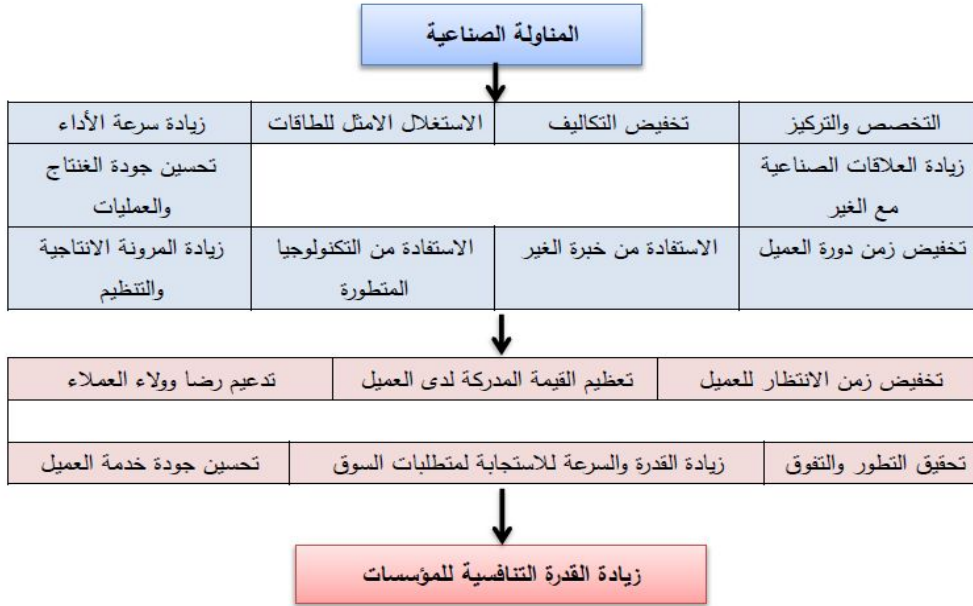 المناولة الصناعية
التخصص والتركيز
تخفيض التكاليف
الاستغلال الامثل للطاقات
زيادة سرعة الأداء
زيادة العلاقات الصناعية
مع الغير
تحسين جودة الغنتاج
والعمليات
تخفيض زمن دورة العميل
الاستفادة من خبرة الغير
الاستفادة من التكنولوجيا
المتطورة
زيادة المرونة الانتاجية
والتنظيم
تخفيض زمن الانتظار للعميل
تعظيم القيمة المدركة لدى العميل
تدعيم رضا وولاء العملاء
تحقيق التطور والتفوق
زيادة القدرة والسرعة للاستجابة لمتطلبات السوق
تحسين جودة خدمة العميل
زيادة القدرة التنافسية للمؤسسات